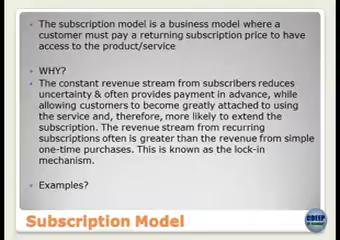 The subscription model is a business model where a
customer must pay a returning subscription price to have
access to the product/service
WHY?
The constant revenue stream from subscribers reduces
uncertainty & often provides payment in advance, while
allowing customers to become greatly attached to using
the service and, therefore, more likely to extend the
subscription. The revenue stream from recurring
subscriptions often is greater than the revenue from simple
one-time purchases. This is known as the lock-in
mechanism.
Examples?
Subscription Model
CDEEP